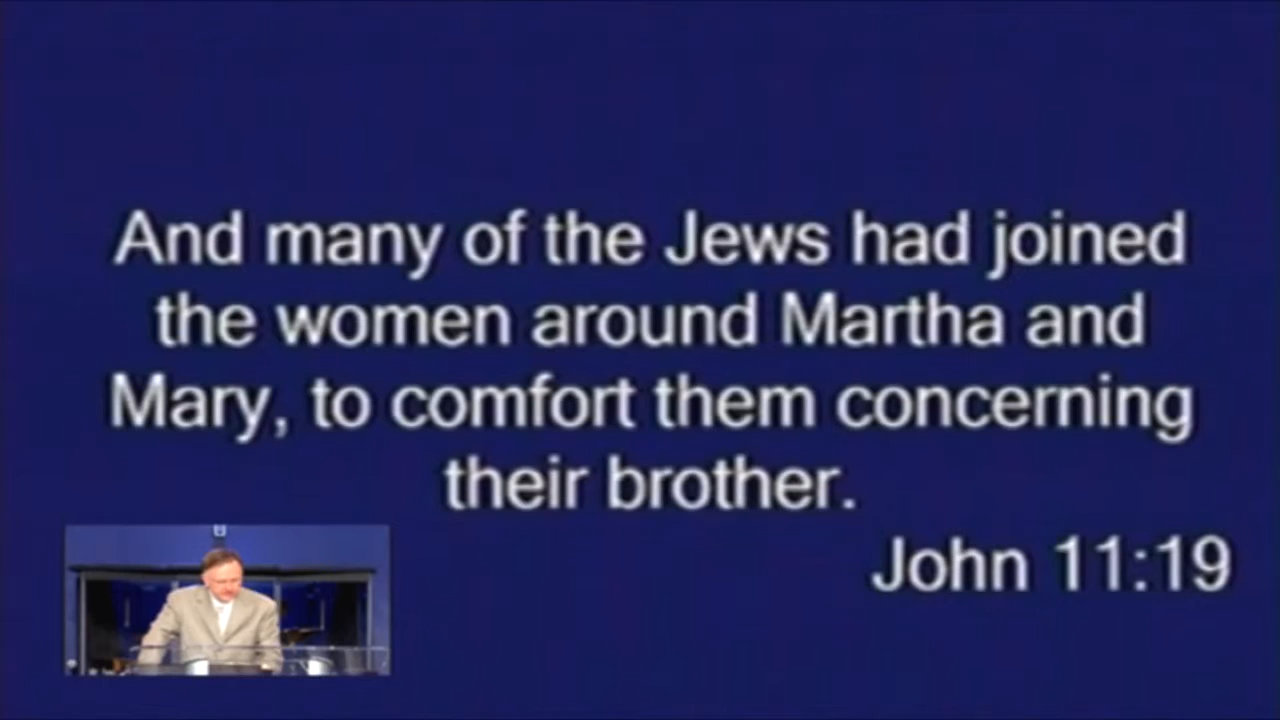 And many of the Jews had joined
the women around Martha and
Mary, to comfort them concerning
their brother.
John 11:19